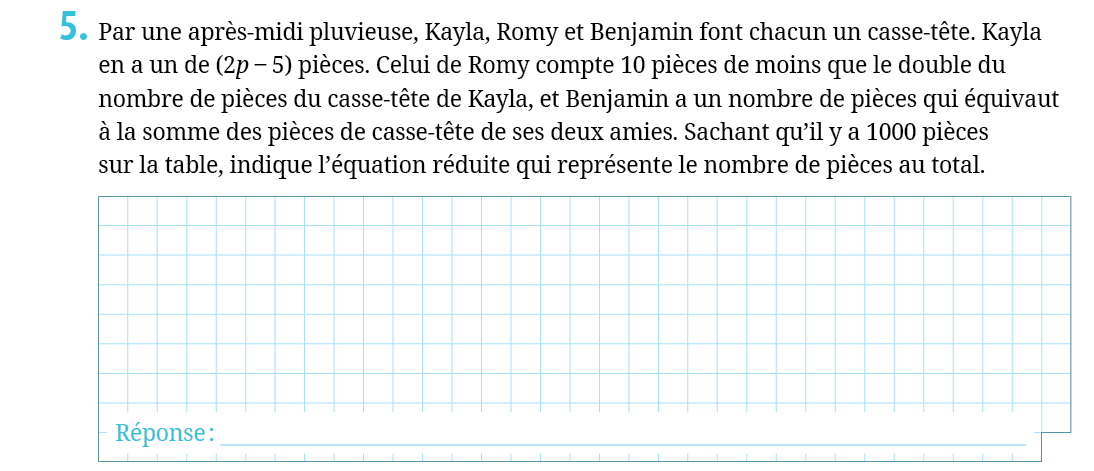 5. Par une après-midi pluvieuse, Kayla, Romy et Benjamin font chacun un casse-tête. Kayla
en a un de (2p – 5) pièces. Celui de Romy compte 10 pièces de moins que le double du
nombre de pièces du casse-tête de Kayla, et Benjamin a un nombre de pièces qui équivaut
à la somme des pièces de casse-tête de ses deux amies. Sachant qu’il y a 1000 pièces
sur la table, indique l’équation réduite qui représente le nombre de pièces au total.
Réponse :